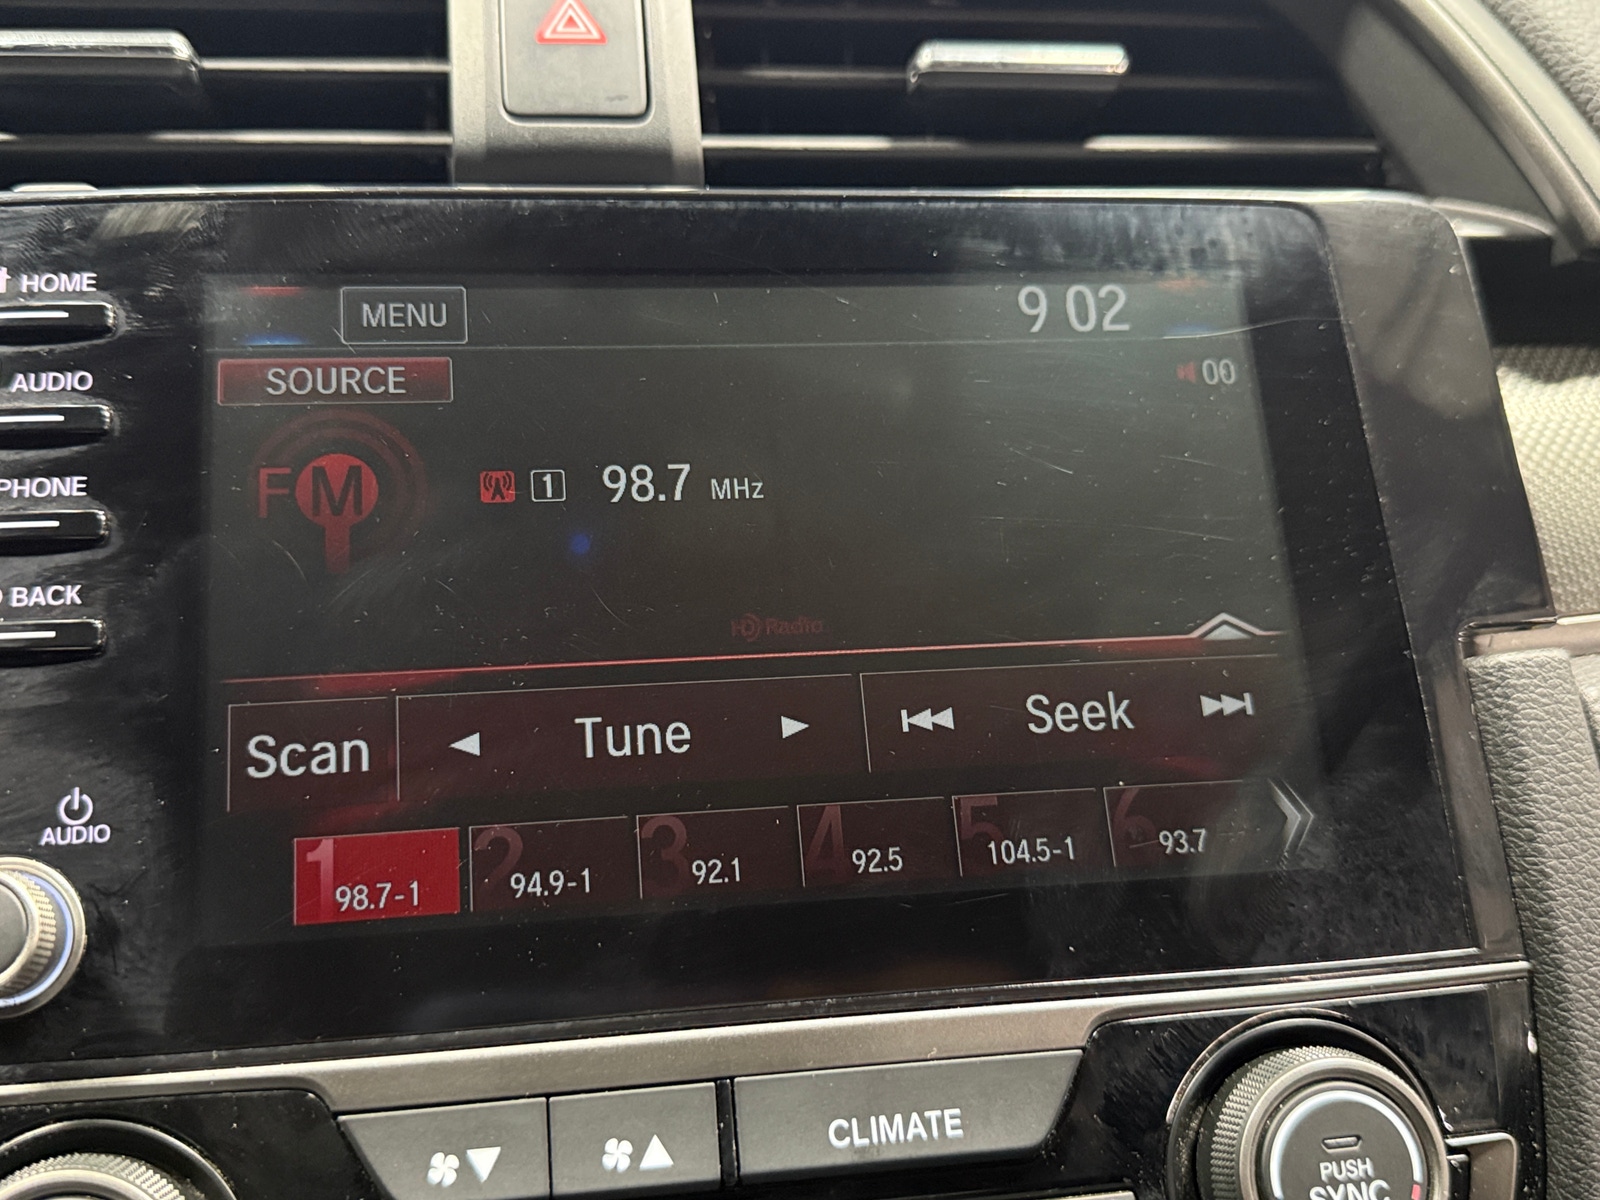 HOME
MENU
9 02
AUDIO
SOURCE
00
FM
PHONE
1
98.7 MHz
BACK
HD Radio
Scan
Tune
Seek
AUDIO
1
98.7-1
2
94.9-1
3
92.1
4
92.5
5
104.5-1
6
93.7
CLIMATE
PUSH
SYNC